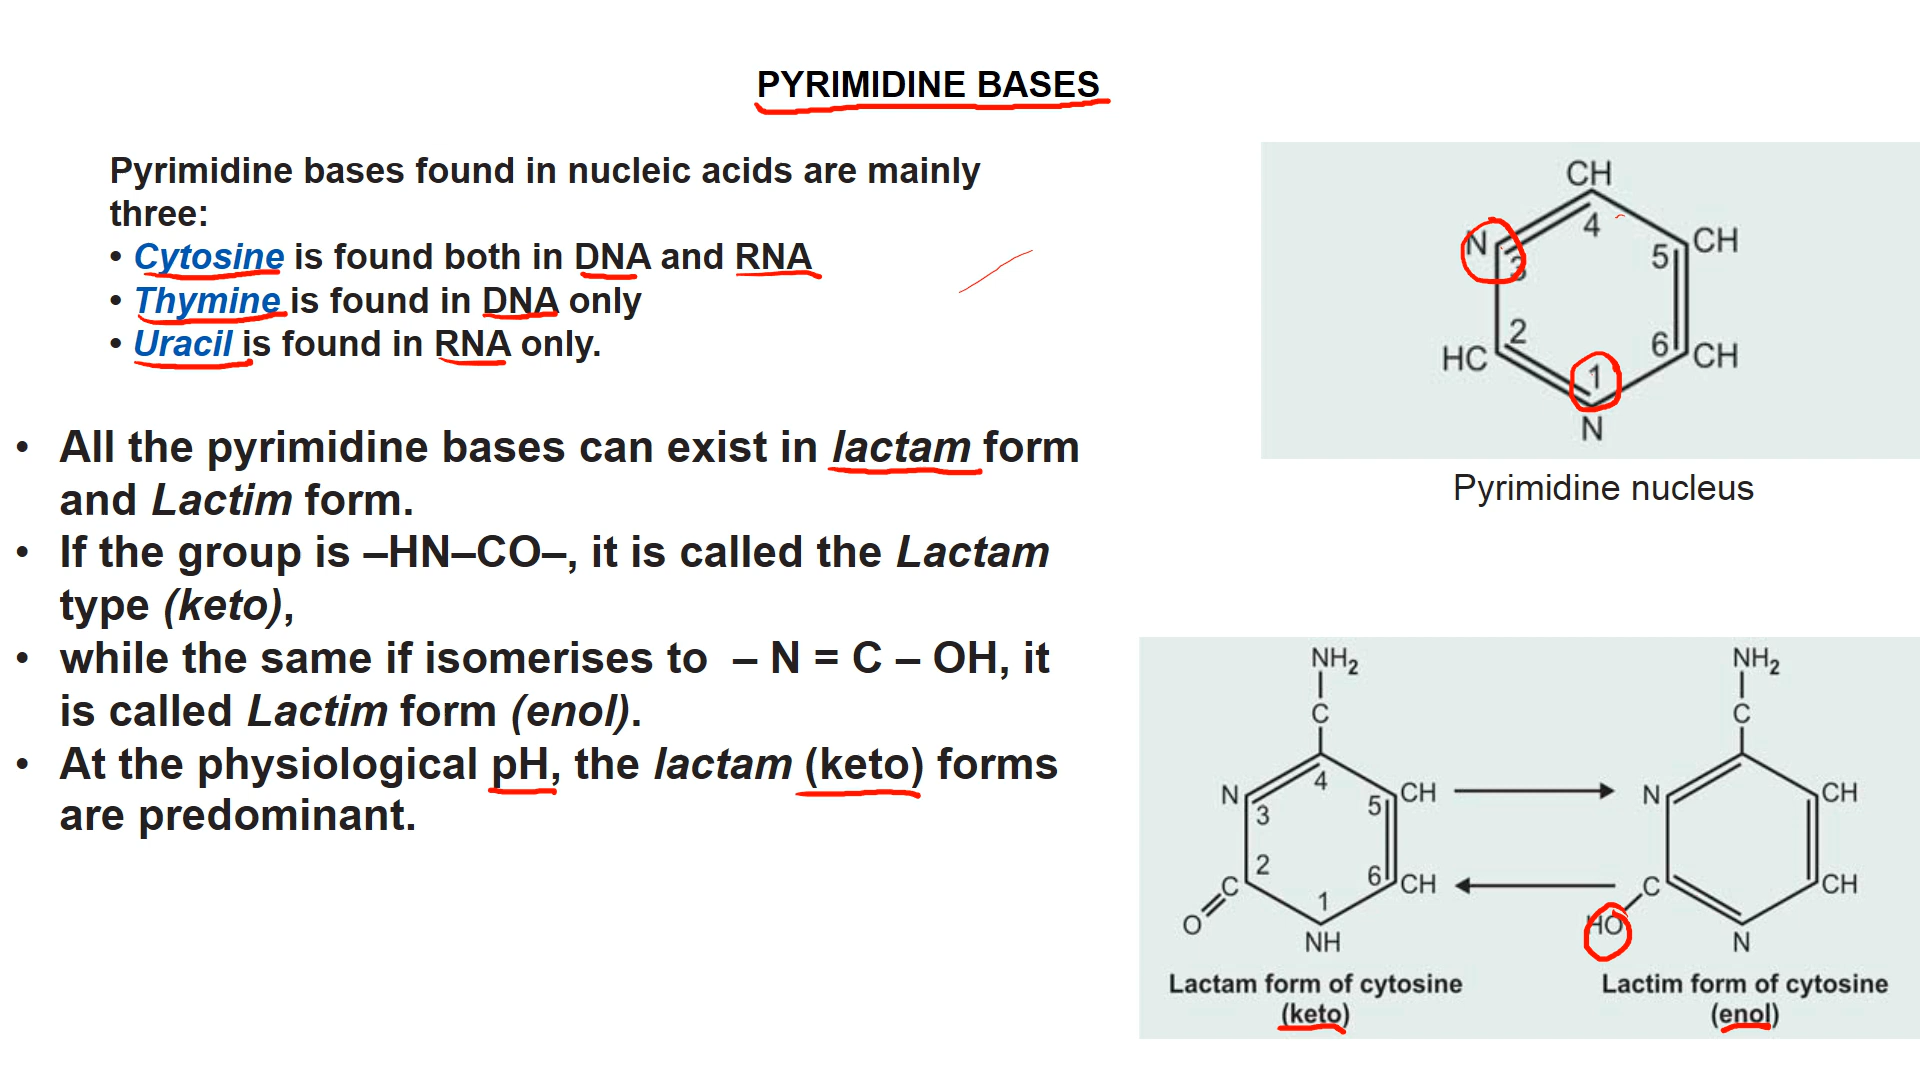 PYRIMIDINE BASES
Pyrimidine bases found in nucleic acids are mainly
three:
• Cytosine is found both in DNA and RNA
• Thymine is found in DNA only
• Uracil is found in RNA only.
• All the pyrimidine bases can exist in lactam form
and Lactim form.
• If the group is –HN–CO–, it is called the Lactam
type (keto),
• while the same if isomerises to – N = C – OH, it
is called Lactim form (enol).
• At the physiological pH, the lactam (keto) forms
are predominant.
CH
N 3 4 5 CH
HC 2 1 6 CH
N
Pyrimidine nucleus
NH2
C
N 3 4 5 CH
C 2 1 6 CH
O
NH
Lactam form of cytosine
(keto)
NH2
C
N CH
C CH
HO
N
Lactim form of cytosine
(enol)